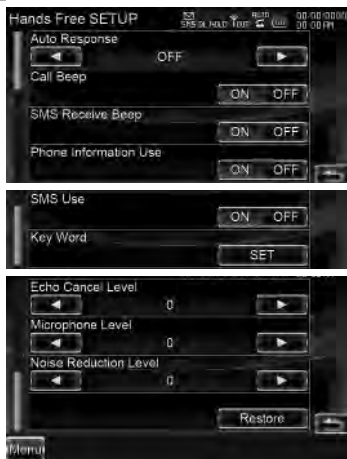 Hands Free SETUP
Auto Response
OFF
Call Beep
ON OFF
SMS Receive Beep
ON OFF
Phone Information Use
ON OFF
SMS Use
ON OFF
Key Word
SET
Echo Cancel Level
0
Microphone Level
0
Noise Reduction Level
0
Restore
Menu